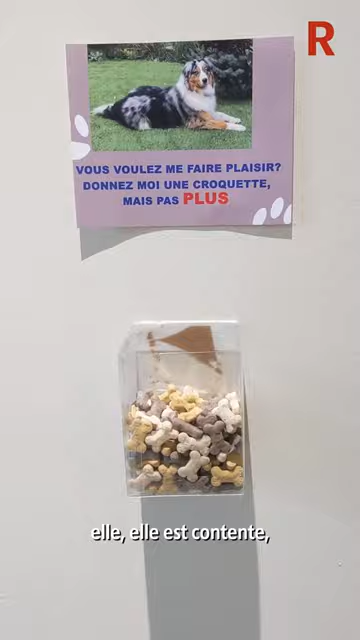 R
VOUS VOULEZ ME FAIRE PLAISIR?
DONNEZ MOI UNE CROQUETTE,
MAIS PAS PLUS
elle, elle est contente,